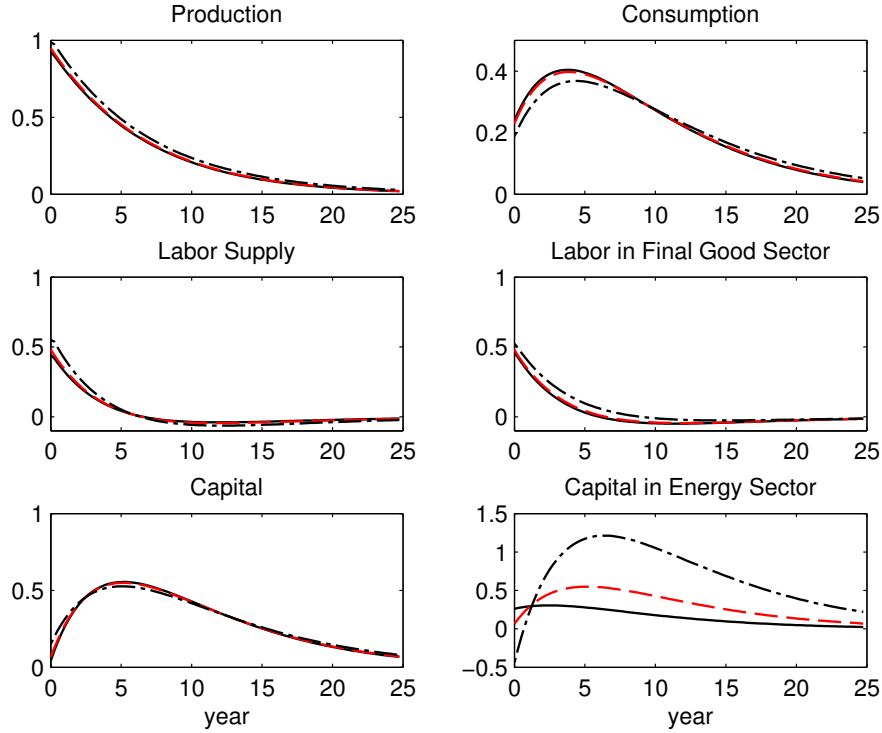 Production
1
0.5
0
0 5 10 15 20 25
Consumption
0.4
0.2
0
0 5 10 15 20 25
Labor Supply
1
0.5
0
0 5 10 15 20 25
Labor in Final Good Sector
1
0.5
0
0 5 10 15 20 25
Capital
1
0.5
0
0 5 10 15 20 25
year
Capital in Energy Sector
1.5
1
0.5
0
−0.5
0 5 10 15 20 25
year